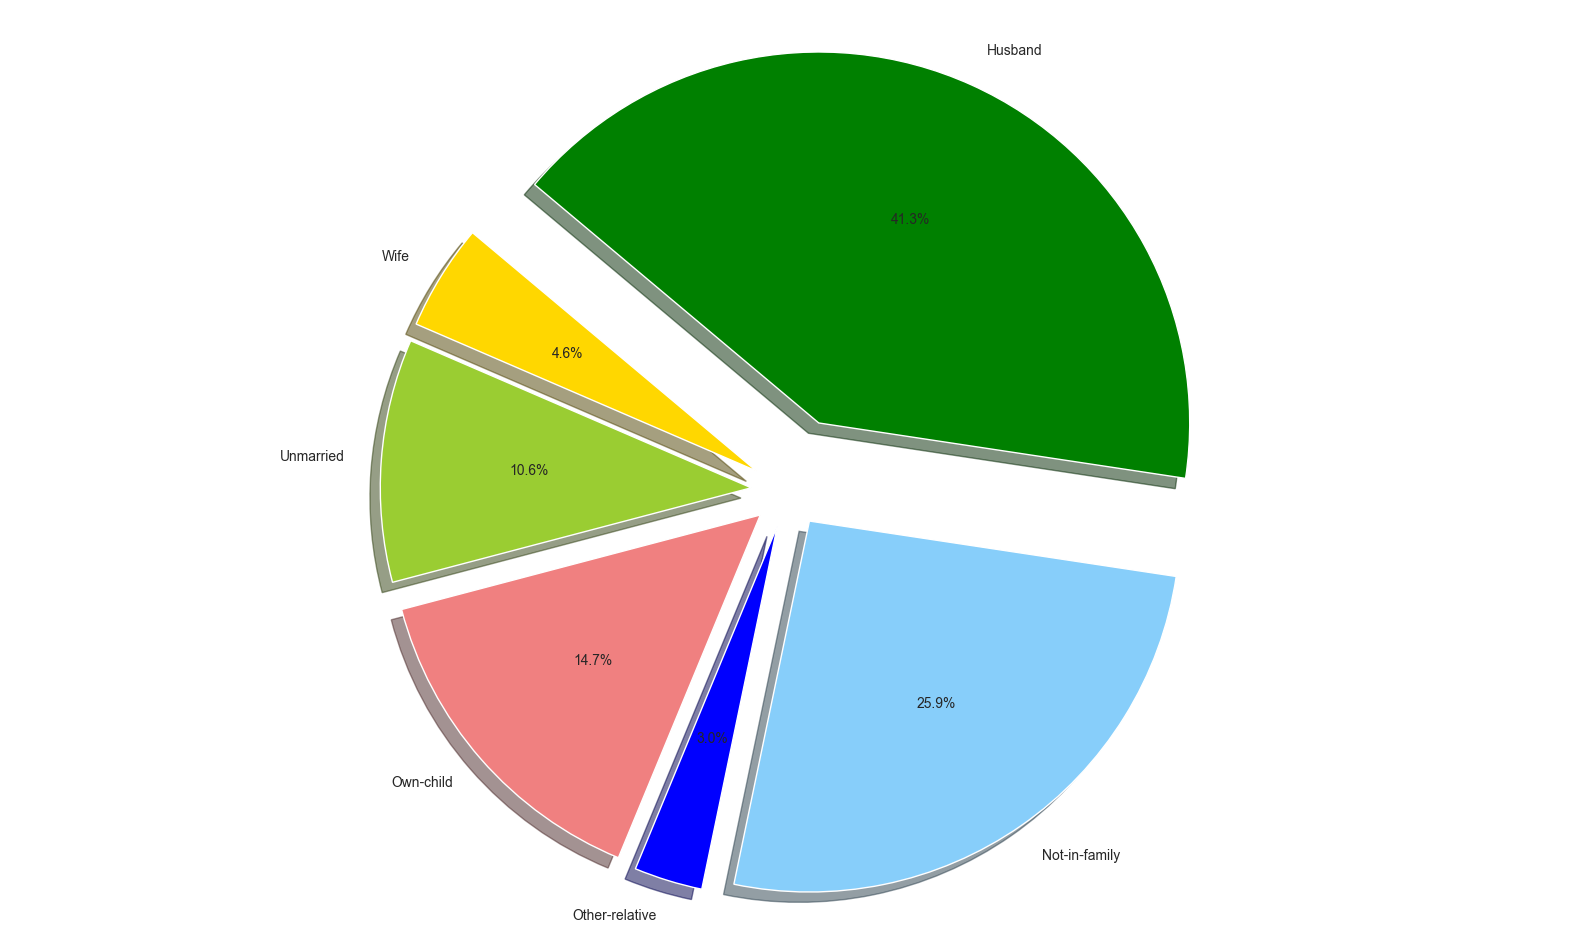 Husband
41.3%
Wife
4.6%
Unmarried
10.6%
14.7%
25.9%
Own-child
Not-in-family
Other-relative